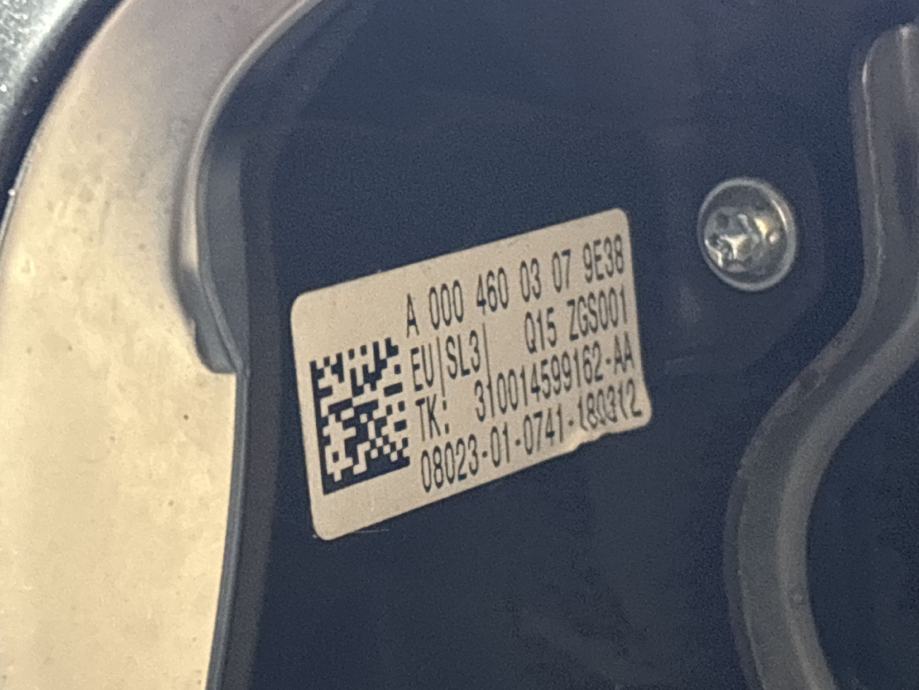 A 000 460 03 07 9E38
EU|SL3| Q15 ZGS001
TK: 310014599162-AA
08023-01-0741-180312